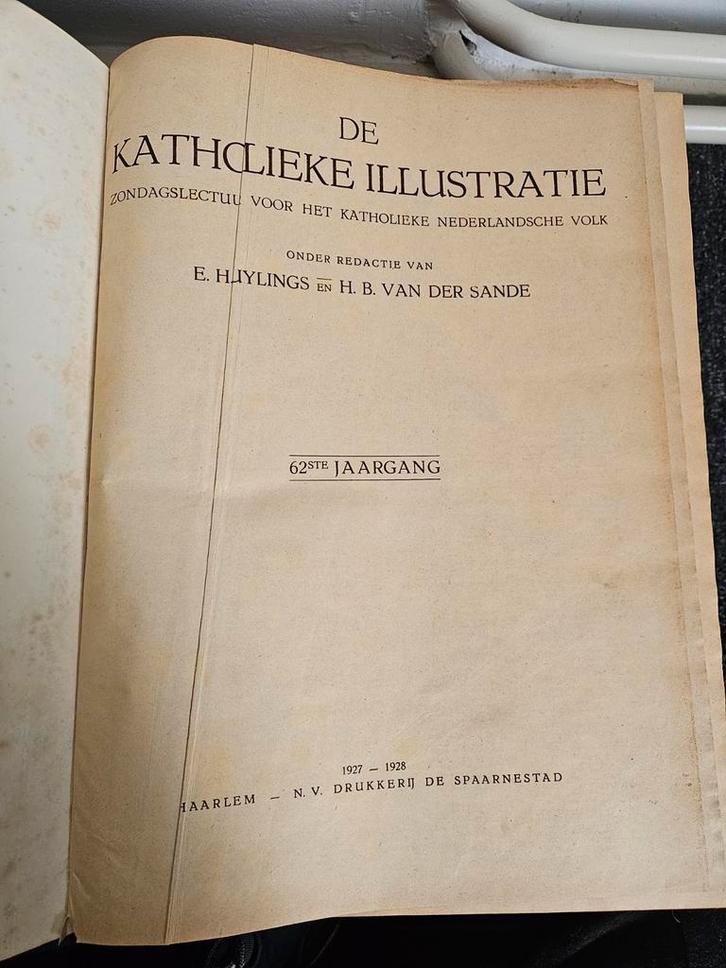 DE
KATHOLIEKE ILLUSTRATIE
ZONDAGSLECTUUR VOOR HET KATHOLIEKE NEDERLANDSCHE VOLK
ONDER REDACTIE VAN
E. HUYLINGS EN H. B. VAN DER SANDE
62STE JAARGANG
1927 — 1928
HAARLEM — N. V. DRUKKERIJ DE SPAARNESTAD